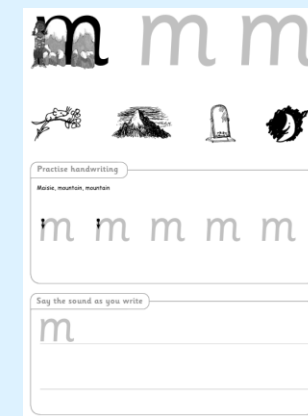 m m m
Practise handwriting
Maisie, mountain, mountain
m m m m m
Say the sound as you write
m